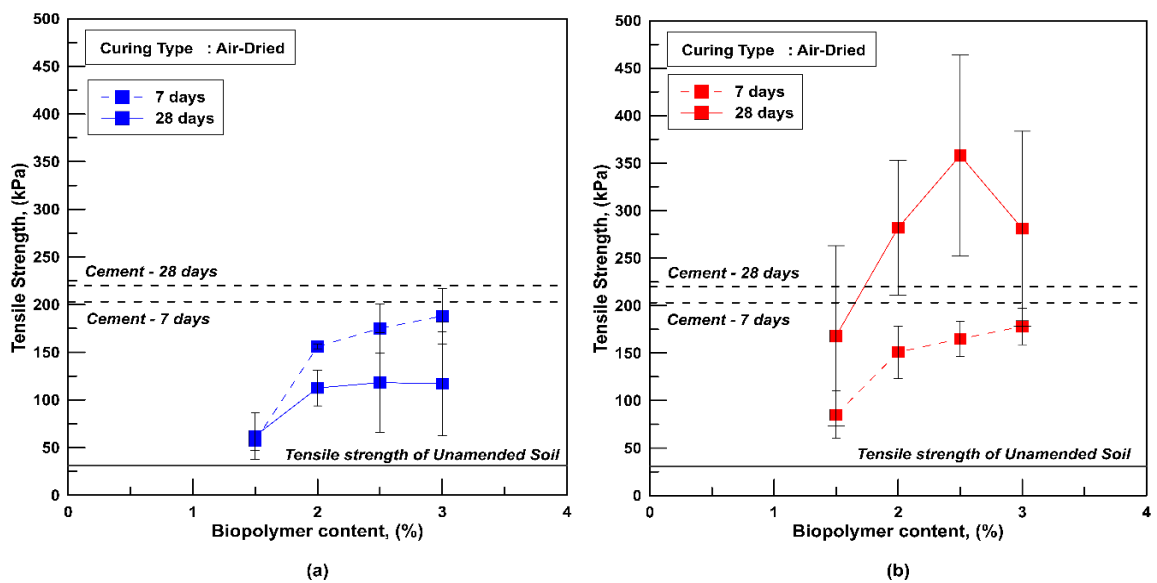 500
450
400
350
300
250
200
150
100
50
0
Tensile Strength, (kPa)
Curing Type : Air-Dried
7 days
28 days
Cement - 28 days
Cement - 7 days
Tensile strength of Unamended Soil
0 1 2 3 4
Biopolymer content, (%)
(a)
500
450
400
350
300
250
200
150
100
50
0
Tensile Strength, (kPa)
Curing Type : Air-Dried
7 days
28 days
Cement - 28 days
Cement - 7 days
Tensile strength of Unamended Soil
0 1 2 3 4
Biopolymer content, (%)
(b)